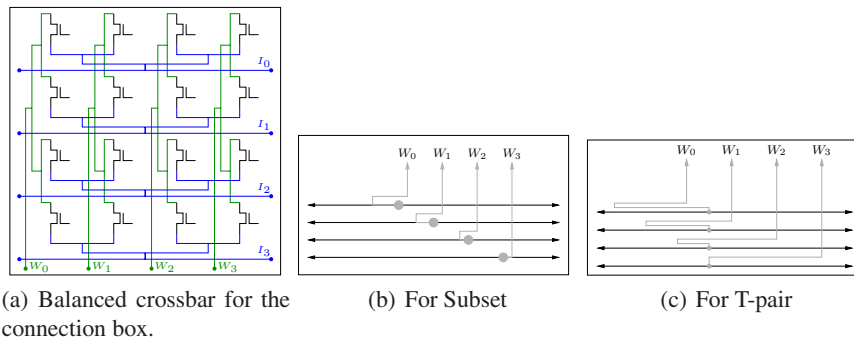 I0
I1
I2
I3
W0 W1 W2 W3
W0 W1 W2 W3
W0 W1 W2 W3
(a) Balanced crossbar for the
connection box.
(b) For Subset
(c) For T-pair